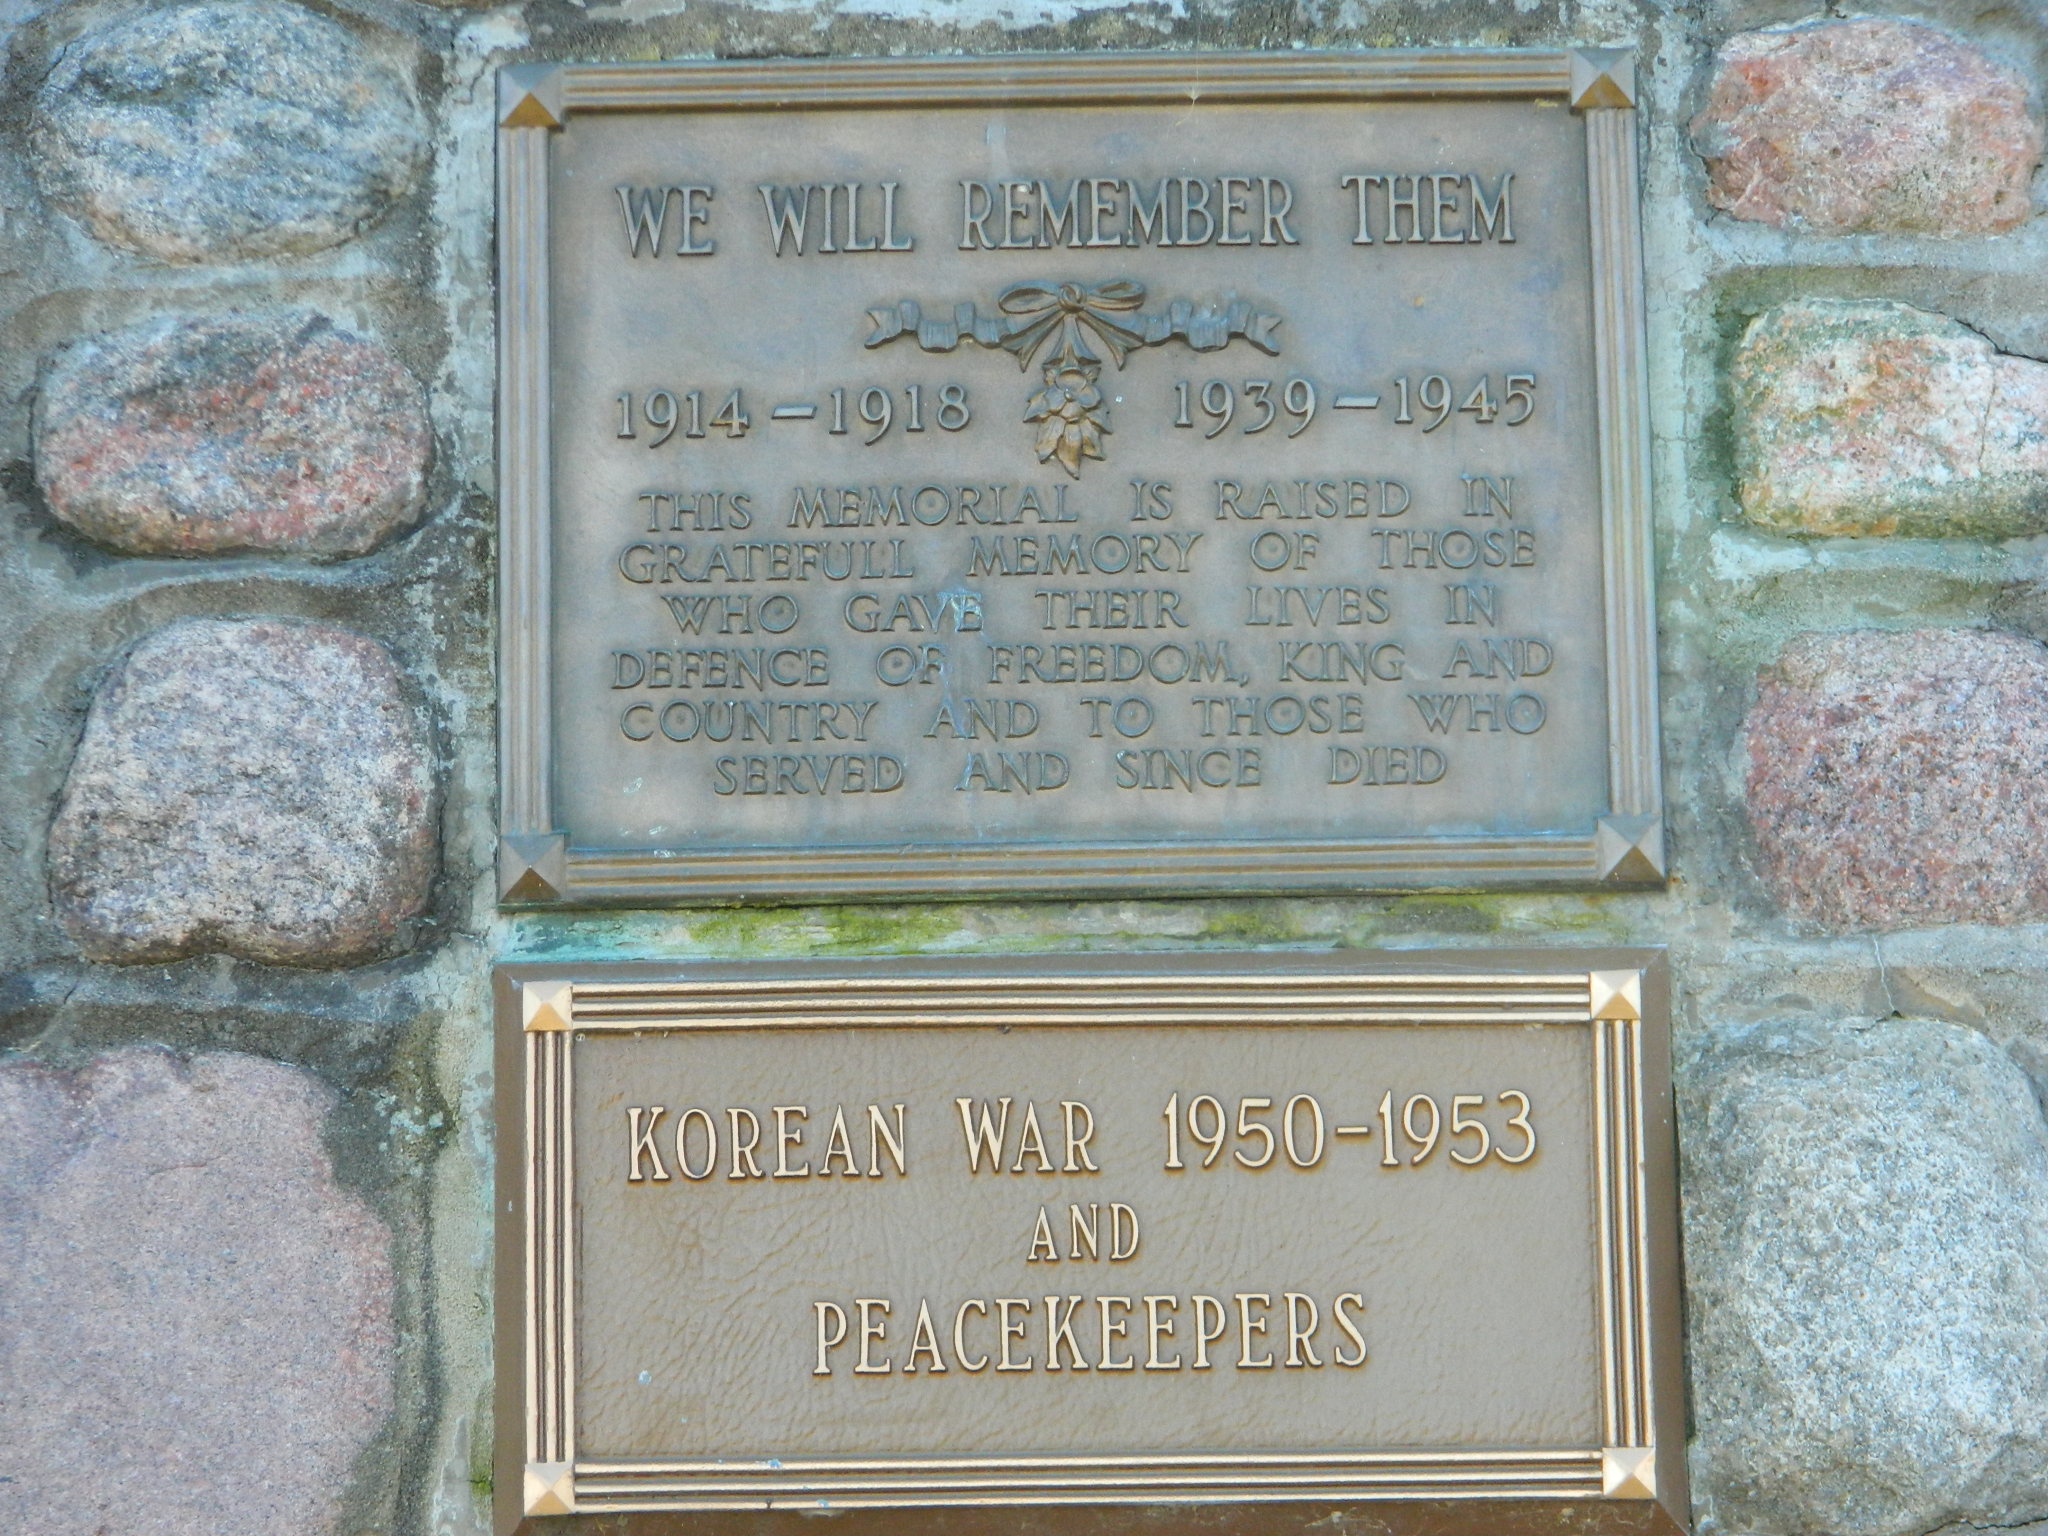 WE WILL REMEMBER THEM
1914 - 1918 1939 - 1945
THIS MEMORIAL IS RAISED IN
GRATEFULL MEMORY OF THOSE
WHO GAVE THEIR LIVES IN
DEFENCE OF FREEDOM, KING AND
COUNTRY AND TO THOSE WHO
SERVED AND SINCE DIED
KOREAN WAR 1950-1953
AND
PEACEKEEPERS